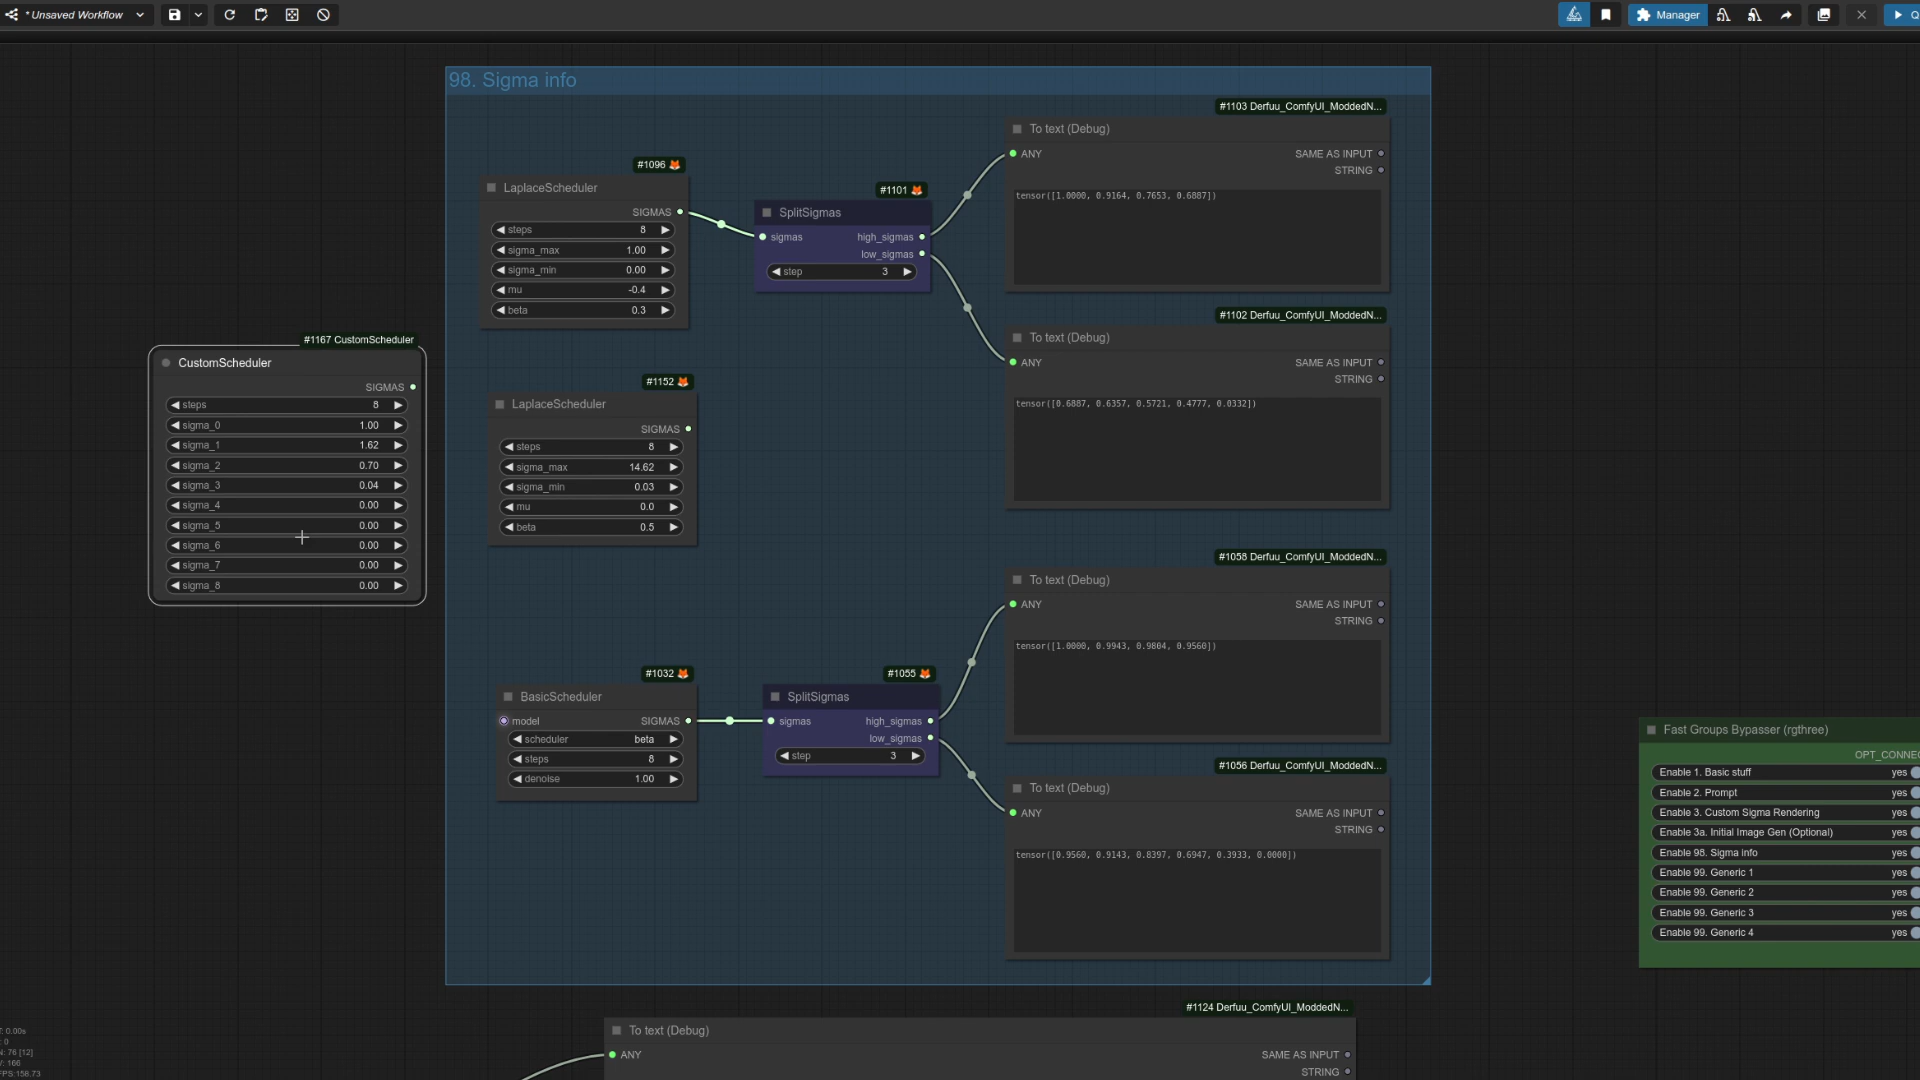 * Unsaved Workflow
Manager
98. Sigma info
#1103 Derfuu_ComfyUI_ModdedN...
To text (Debug)
ANY
SAME AS INPUT
STRING
tensor([1.0000, 0.9164, 0.7653, 0.6887])
#1096
LaplaceScheduler
SIGMAS
steps 8
sigma_max 1.00
sigma_min 0.00
mu -0.4
beta 0.3
#1101
SplitSigmas
sigmas high_sigmas
low_sigmas
step 3
#1102 Derfuu_ComfyUI_ModdedN...
To text (Debug)
ANY SAME AS INPUT
STRING
tensor([0.6887, 0.6357, 0.5721, 0.4777, 0.0332])
#1167 CustomScheduler
CustomScheduler
SIGMAS
steps 8
sigma_0 1.00
sigma_1 1.62
sigma_2 0.70
sigma_3 0.04
sigma_4 0.00
sigma_5 0.00
sigma_6 0.00
sigma_7 0.00
sigma_8 0.00
#1152
LaplaceScheduler
SIGMAS
steps 8
sigma_max 14.62
sigma_min 0.03
mu 0.0
beta 0.5
#1058 Derfuu_ComfyUI_ModdedN...
To text (Debug)
ANY SAME AS INPUT
STRING
tensor([1.0000, 0.9943, 0.9804, 0.9560])
#1032
BasicScheduler
model SIGMAS
scheduler beta
steps 8
denoise 1.00
#1055
SplitSigmas
sigmas high_sigmas
low_sigmas
step 3
#1056 Derfuu_ComfyUI_ModdedN...
To text (Debug)
ANY SAME AS INPUT
STRING
tensor([0.9560, 0.9143, 0.8397, 0.6947, 0.3933, 0.0000])
Fast Groups Bypasser (rgthree)
OPT_CONNEC
Enable 1. Basic stuff yes
Enable 2. Prompt yes
Enable 3. Custom Sigma Rendering yes
Enable 3a. Initial Image Gen (Optional) yes
Enable 98. Sigma info yes
Enable 99. Generic 1 yes
Enable 99. Generic 2 yes
Enable 99. Generic 3 yes
Enable 99. Generic 4 yes
#1124 Derfuu_ComfyUI_ModdedN...
To text (Debug)
ANY SAME AS INPUT
STRING
: 0.00s
: 0
: 76 [12]
: 166
FPS:158.73